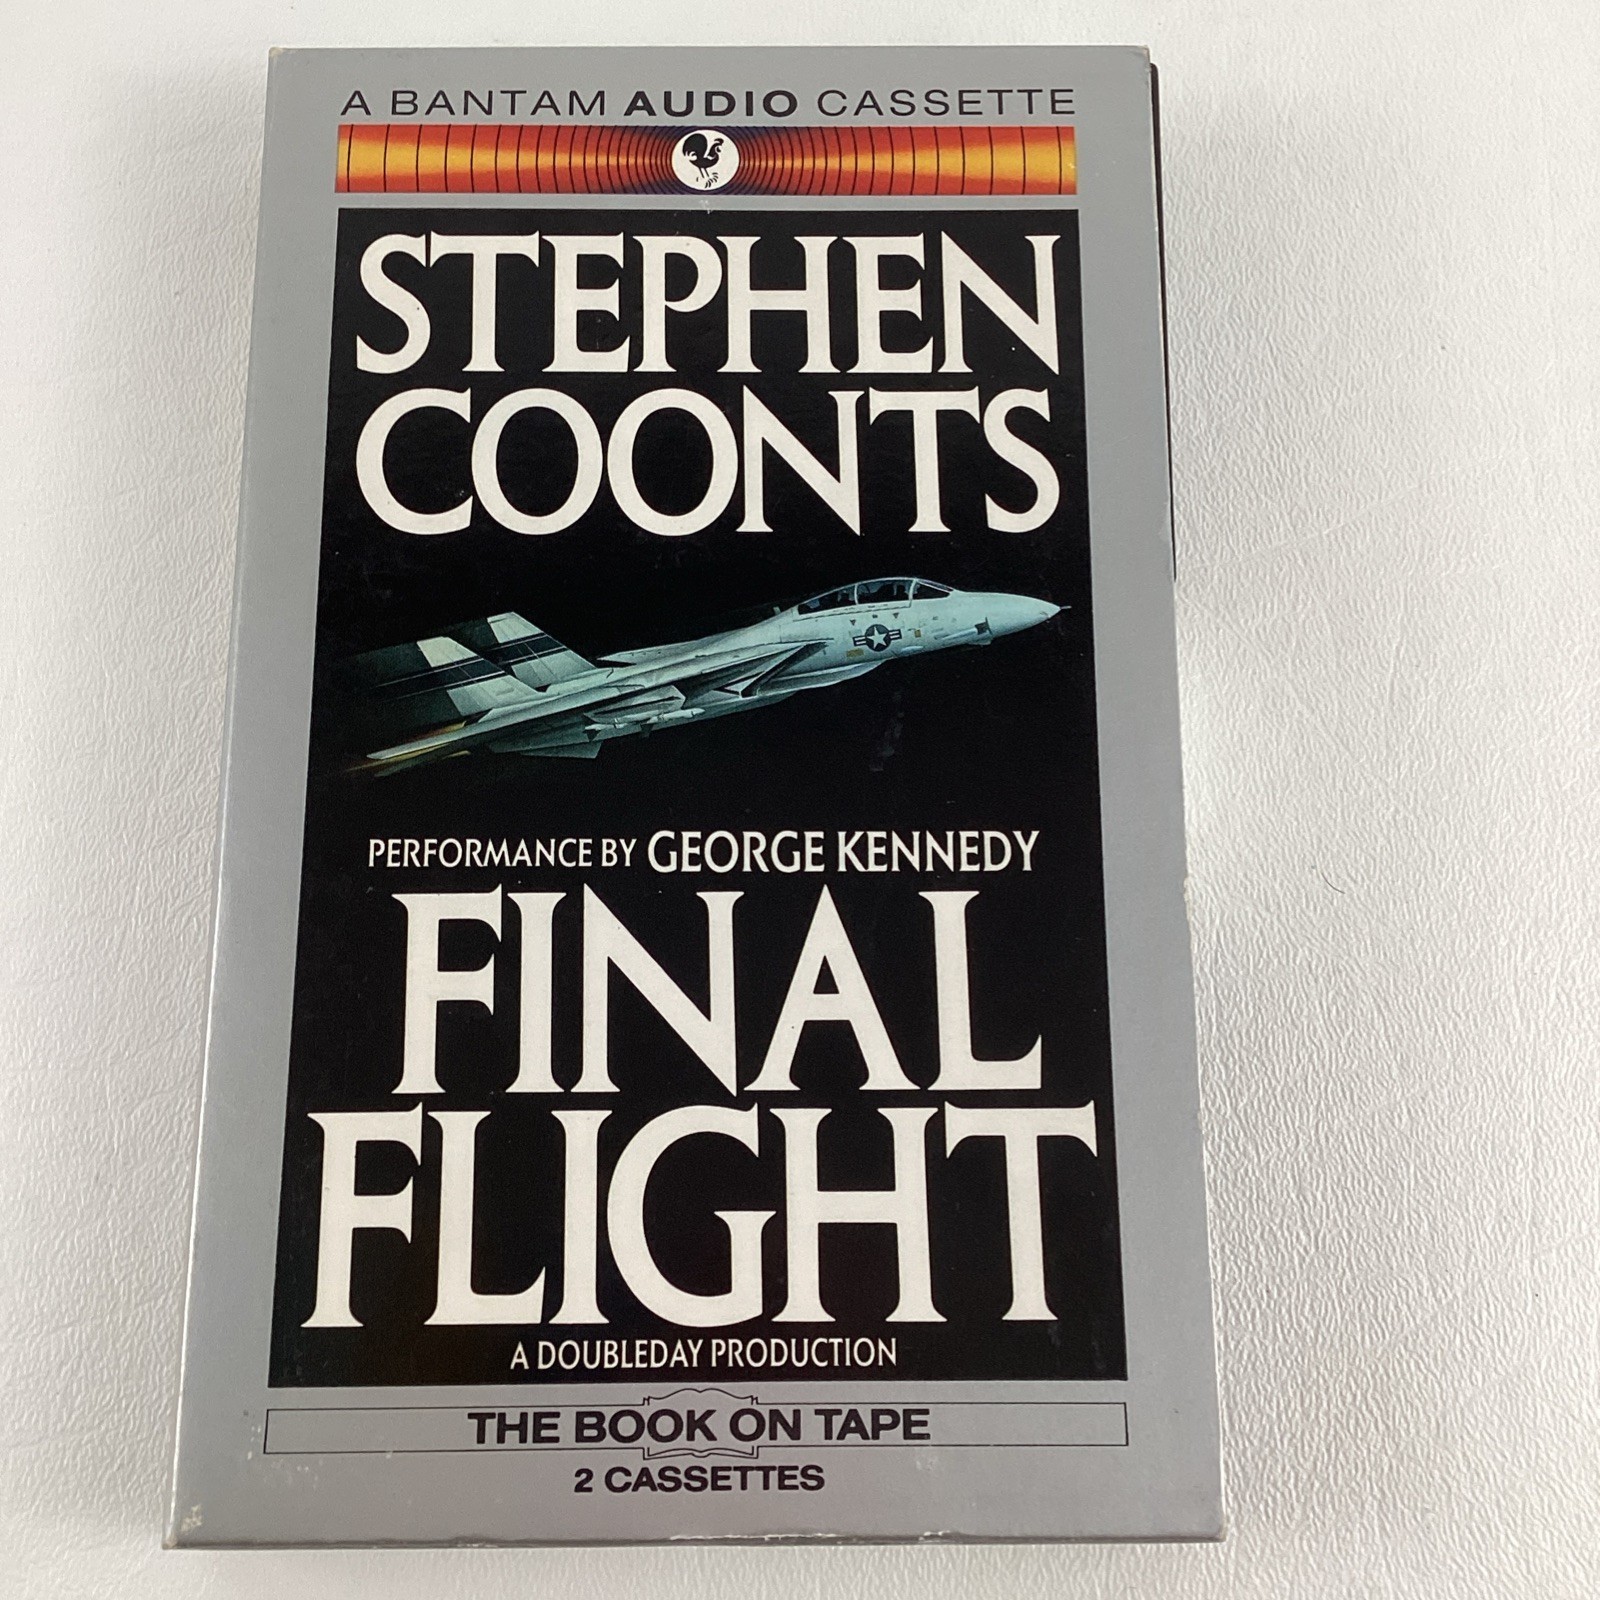 A BANTAM AUDIO CASSETTE
STEPHEN
COONTS
PERFORMANCE BY GEORGE KENNEDY
FINAL
FLIGHT
A DOUBLEDAY PRODUCTION
THE BOOK ON TAPE
2 CASSETTES